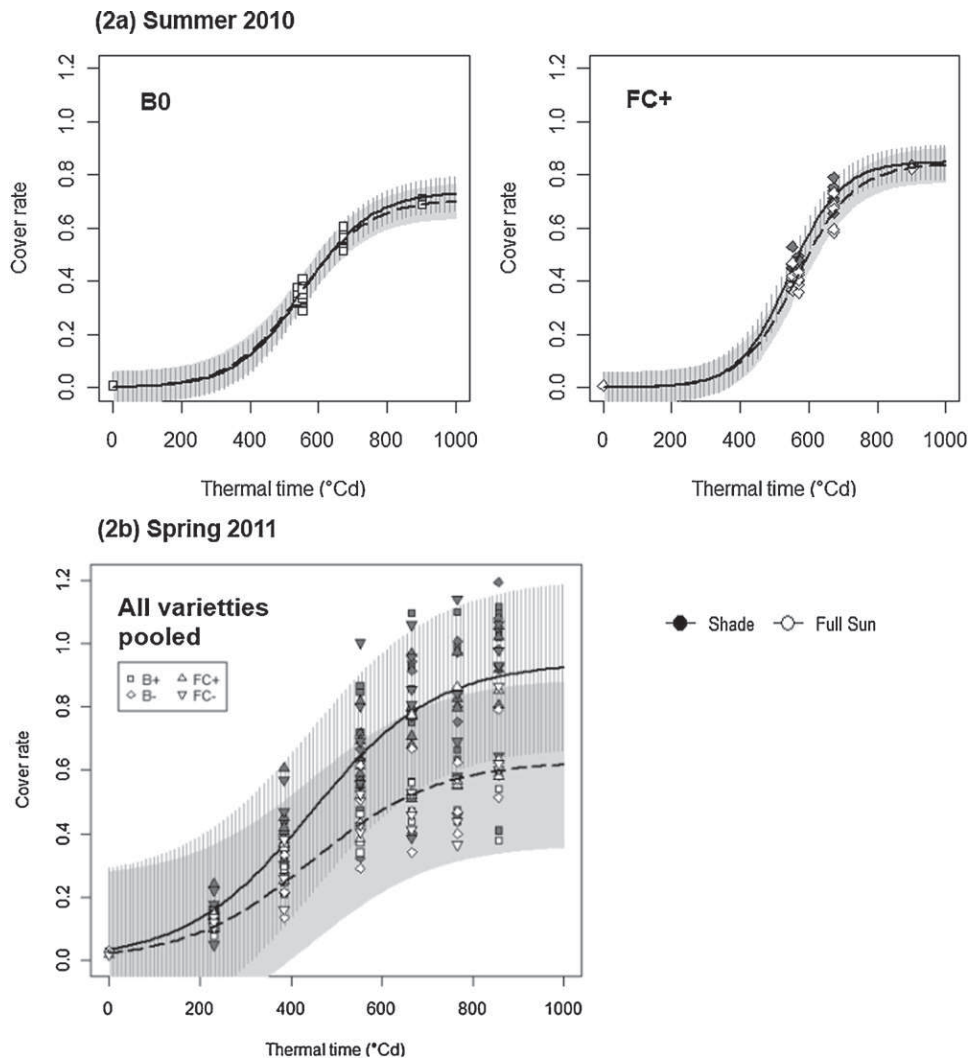 (2a) Summer 2010
B0
FC+
Cover rate
Cover rate
0.0 0.2 0.4 0.6 0.8 1.0 1.2
0.0 0.2 0.4 0.6 0.8 1.0 1.2
0 200 400 600 800 1000
0 200 400 600 800 1000
Thermal time (°Cd)
Thermal time (°Cd)
(2b) Spring 2011
All varietties
pooled
B+ FC+
B- FC-
Shade Full Sun
Cover rate
0.0 0.2 0.4 0.6 0.8 1.0 1.2
0 200 400 600 800 1000
Thermal time (°Cd)